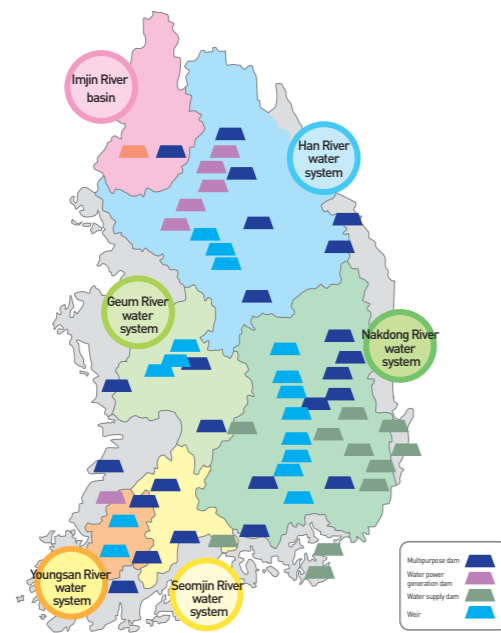 Imjin River
basin
Han River
water
system
Geum River
water
system
Nakdong River
water
system
Youngsan River
water
system
Seomjin River
water
system
Multipurpose dam
Water power
generation dam
Water supply dam
Weir